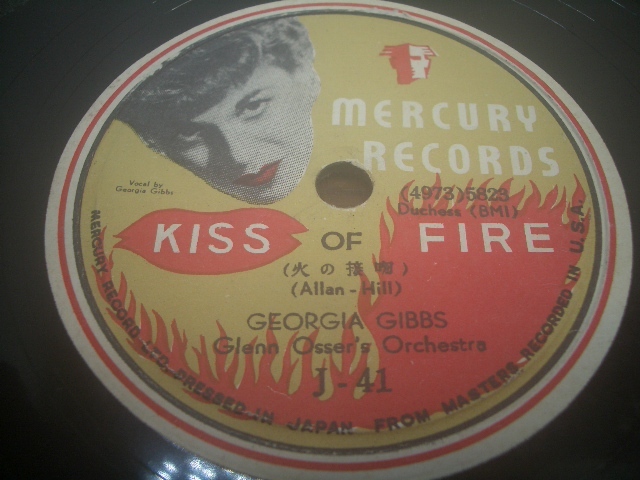 MERCURY
RECORDS
Vocal by
Georgia Gibbs
(4973)5823
Duchess (BMI)
KISS OF FIRE
(火の接吻)
(Allan-Hill)
GEORGIA GIBBS
Glenn Osser's Orchestra
J-41
MERCURY RECORD LTD. PRESSED IN JAPAN FROM MASTERS RECORDED IN U.S.A.